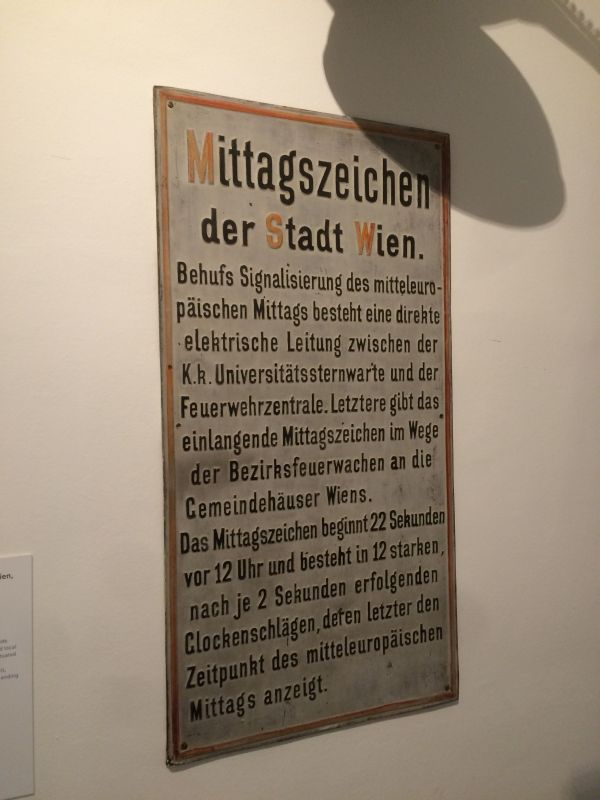 Mittagszeichen
der Stadt Wien.
Behufs Signalisierung des mitteleuro-
päischen Mittags besteht eine direkte
elektrische Leitung zwischen der
K.k. Universitätssternwarte und der
Feuerwehrzentrale. Letztere gibt das
einlangende Mittagszeichen im Wege
der Bezirksfeuerwachen an die
Gemeindehäuser Wiens.
Das Mittagszeichen beginnt 22 Sekunden
vor 12 Uhr und besteht in 12 starken,
nach je 2 Sekunden erfolgenden
Glockenschlägen, deren letzter den
Zeitpunkt des mitteleuropäischen
Mittags anzeigt.
ien,
local
ending